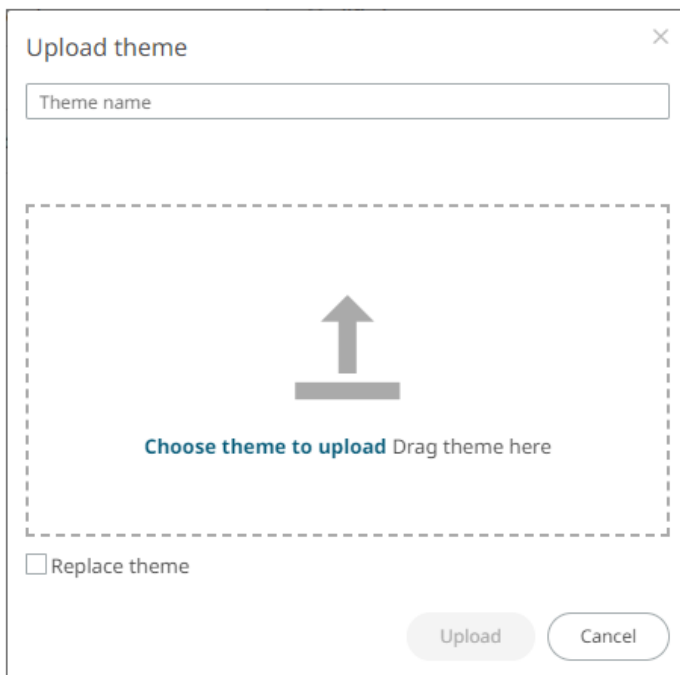 Upload theme
Theme name
Choose theme to upload Drag theme here
Replace theme
Upload Cancel